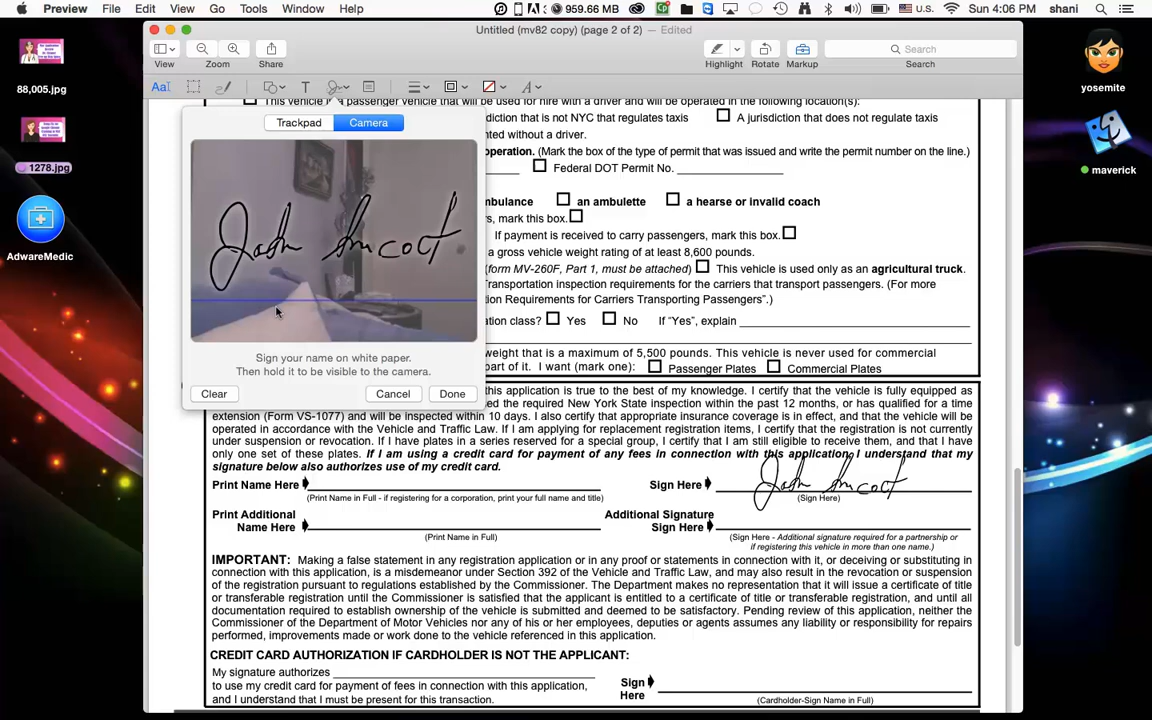 Preview File Edit View Go Tools Window Help 959.66 MB U.S. Sun 4:06 PM shani
Untitled (mv82 copy) (page 2 of 2) — Edited
View Zoom Share Highlight Rotate Markup Search
Search
88,005.jpg
1278.jpg
AdwareMedic
yosemite
maverick
Trackpad Camera
Sign your name on white paper.
Then hold it to be visible to the camera.
Clear Cancel Done
This vehicle is a passenger vehicle that will be used for hire with a driver and will be operated in the following location(s):
is not NYC that regulates taxis A jurisdiction that does not regulate taxis
nted without a driver.
operation. (Mark the box of the type of permit that was issued and write the permit number on the line.)
Federal DOT Permit No.
mbulance an ambulette a hearse or invalid coach
rs, mark this box.
If payment is received to carry passengers, mark this box.
a gross vehicle weight rating of at least 8,600 pounds.
(form MV-260F, Part 1, must be attached) This vehicle is used only as an agricultural truck.
Transportation inspection requirements for the carriers that transport passengers. (For more
on Requirements for Carriers Transporting Passengers”.)
ation class? Yes No If “Yes”, explain
weight that is a maximum of 5,500 pounds. This vehicle is never used for commercial
part of it. I want (mark one): Passenger Plates Commercial Plates
this application is true to the best of my knowledge. I certify that the vehicle is fully equipped as
sed the required New York State inspection within the past 12 months, or has qualified for a time
extension (Form VS-1077) and will be inspected within 10 days. I also certify that appropriate insurance coverage is in effect, and that the vehicle will be
operated in accordance with the Vehicle and Traffic Law. If I am applying for replacement registration items, I certify that the registration is not currently
under suspension or revocation. If I have plates in a series reserved for a special group, I certify that I am still eligible to receive them, and that I have
only one set of these plates. If I am using a credit card for payment of any fees in connection with this application, I understand that my
signature below also authorizes use of my credit card.
Print Name Here Sign Here
(Print Name in Full - if registering for a corporation, print your full name and title) (Sign Here)
Print Additional Name Here Additional Signature Sign Here
(Print Name in Full) (Sign Here - Additional signature required for a partnership or
if registering this vehicle in more than one name.)
IMPORTANT: Making a false statement in any registration application or in any proof or statements in connection with it, or deceiving or substituting in
connection with this application, is a misdemeanor under Section 392 of the Vehicle and Traffic Law, and may also result in the revocation or suspension
of the registration pursuant to regulations established by the Commissioner. The Department makes no representation that it will issue a certificate of title
or transferable registration until the Commissioner is satisfied that the applicant is entitled to a certificate of title or transferable registration, and until all
documentation required to establish ownership of the vehicle is submitted and deemed to be satisfactory. Pending review of this application, neither the
Commissioner of the Department of Motor Vehicles nor any of his or her employees, deputies or agents assumes any liability or responsibility for repairs
performed, improvements made or work done to the vehicle referenced in this application.
CREDIT CARD AUTHORIZATION IF CARDHOLDER IS NOT THE APPLICANT:
My signature authorizes
to use my credit card for payment of fees in connection with this application,
and I understand that I must be present for this transaction.
Sign Here
(Cardholder-Sign Name in Full)